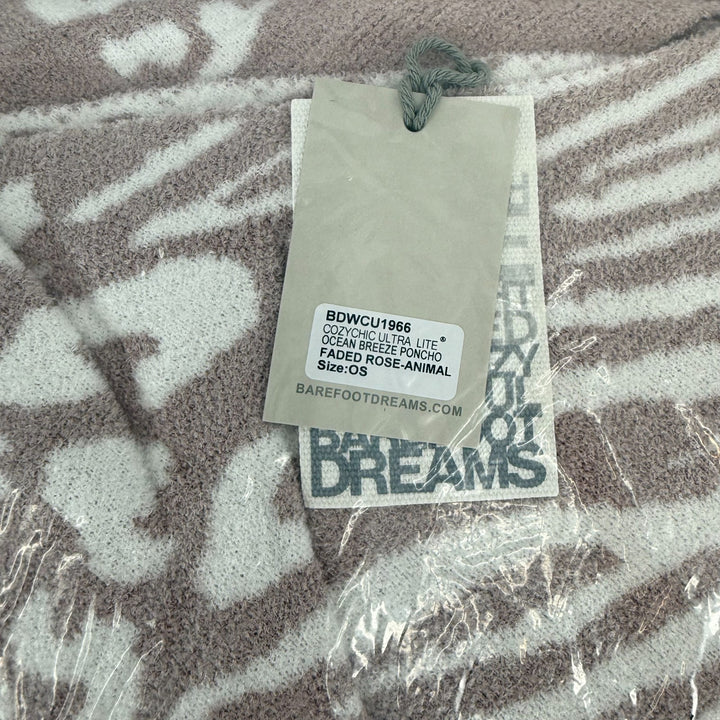 BDWCU1966
COZYCHIC ULTRA LITE®
OCEAN BREEZE PONCHO
FADED ROSE-ANIMAL
Size:OS
BAREFOOTDREAMS.COM
DREAMS